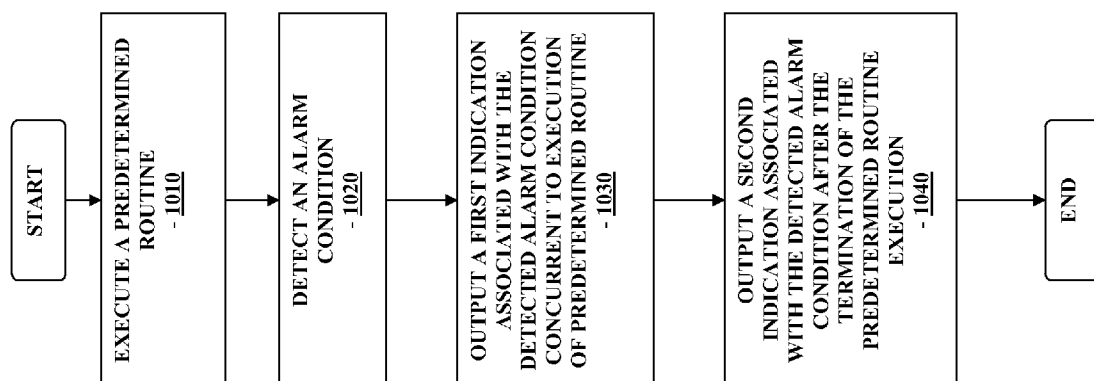 START
EXECUTE A PREDETERMINED
ROUTINE
- 1010
DETECT AN ALARM
CONDITION
- 1020
OUTPUT A FIRST INDICATION
ASSOCIATED WITH THE
DETECTED ALARM CONDITION
CONCURRENT TO EXECUTION
OF PREDETERMINED ROUTINE
- 1030
OUTPUT A SECOND
INDICATION ASSOCIATED
WITH THE DETECTED ALARM
CONDITION AFTER THE
TERMINATION OF THE
PREDETERMINED ROUTINE
EXECUTION
- 1040
END